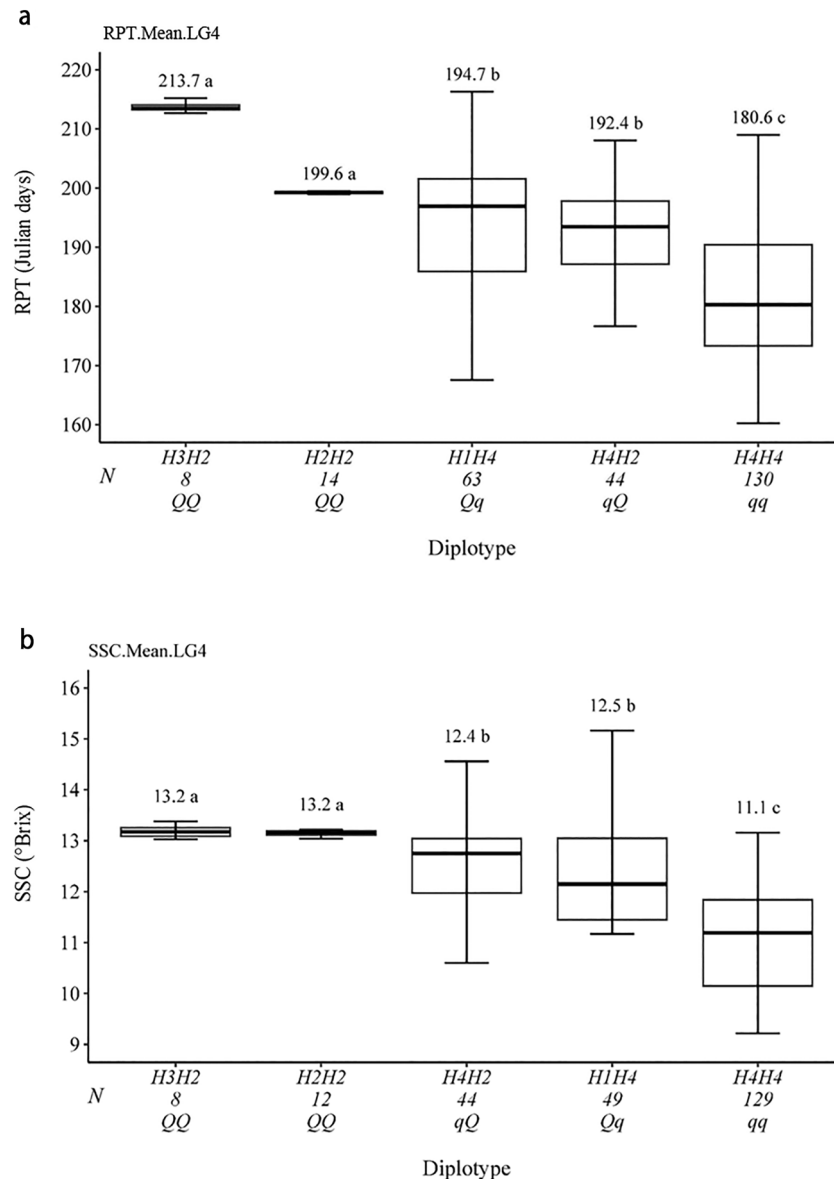 a
RPT.Mean.LG4
RPT (Julian days)
220
210
200
190
180
170
160
213.7 a
199.6 a
194.7 b
192.4 b
180.6 c
H3H2 H2H2 H1H4 H4H2 H4H4
N 8 14 63 44 130
QQ QQ Qq qQ qq
Diplotype
b
SSC.Mean.LG4
SSC (°Brix)
16
15
14
13
12
11
10
9
13.2 a
13.2 a
12.4 b
12.5 b
11.1 c
H3H2 H2H2 H4H2 H1H4 H4H4
N 8 12 44 49 129
QQ QQ qQ Qq qq
Diplotype